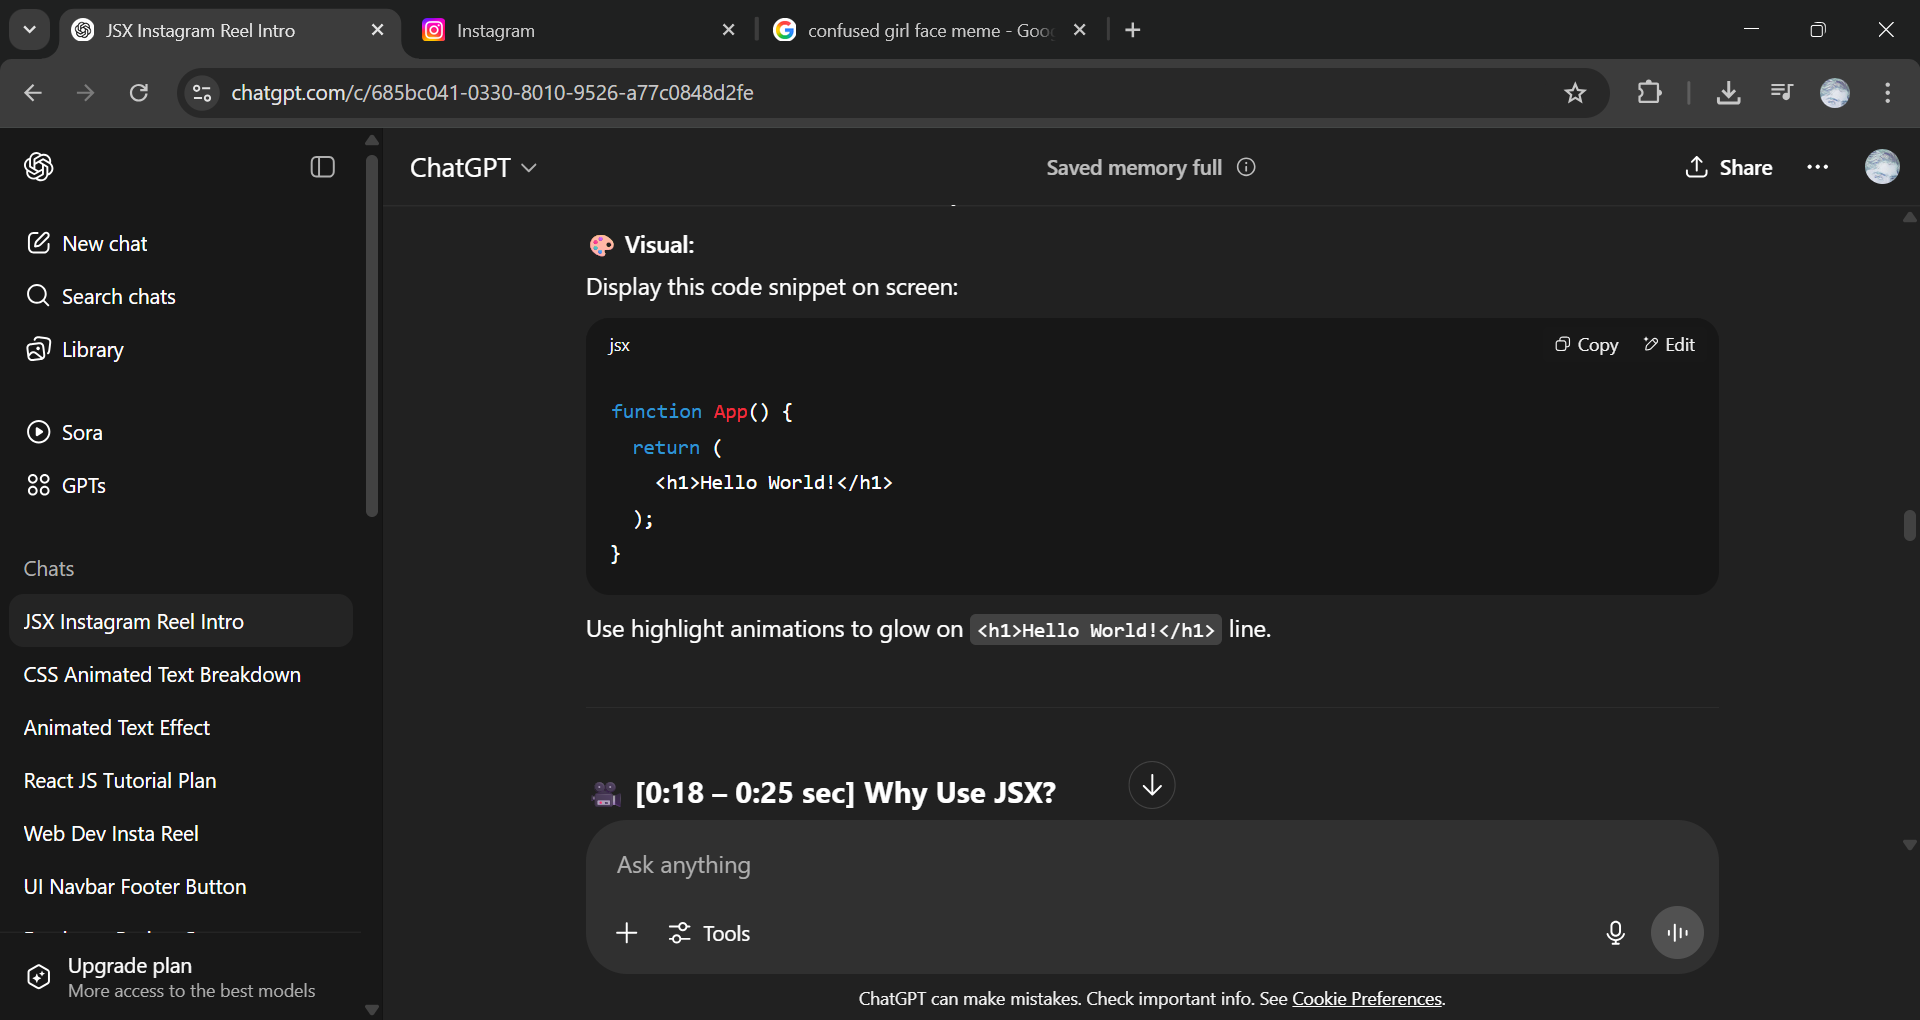 JSX Instagram Reel Intro
Instagram
confused girl face meme - Goo
chatgpt.com/c/685bc041-0330-8010-9526-a77c0848d2fe
ChatGPT
Saved memory full
Share
New chat
Search chats
Library
Sora
GPTs
Chats
JSX Instagram Reel Intro
CSS Animated Text Breakdown
Animated Text Effect
React JS Tutorial Plan
Web Dev Insta Reel
UI Navbar Footer Button
Upgrade plan
More access to the best models
Visual:
Display this code snippet on screen:
jsx
Copy
Edit
function App() {
  return (
    <h1>Hello World!</h1>
  );
}
Use highlight animations to glow on <h1>Hello World!</h1> line.
[0:18 – 0:25 sec] Why Use JSX?
Ask anything
Tools
ChatGPT can make mistakes. Check important info. See Cookie Preferences.